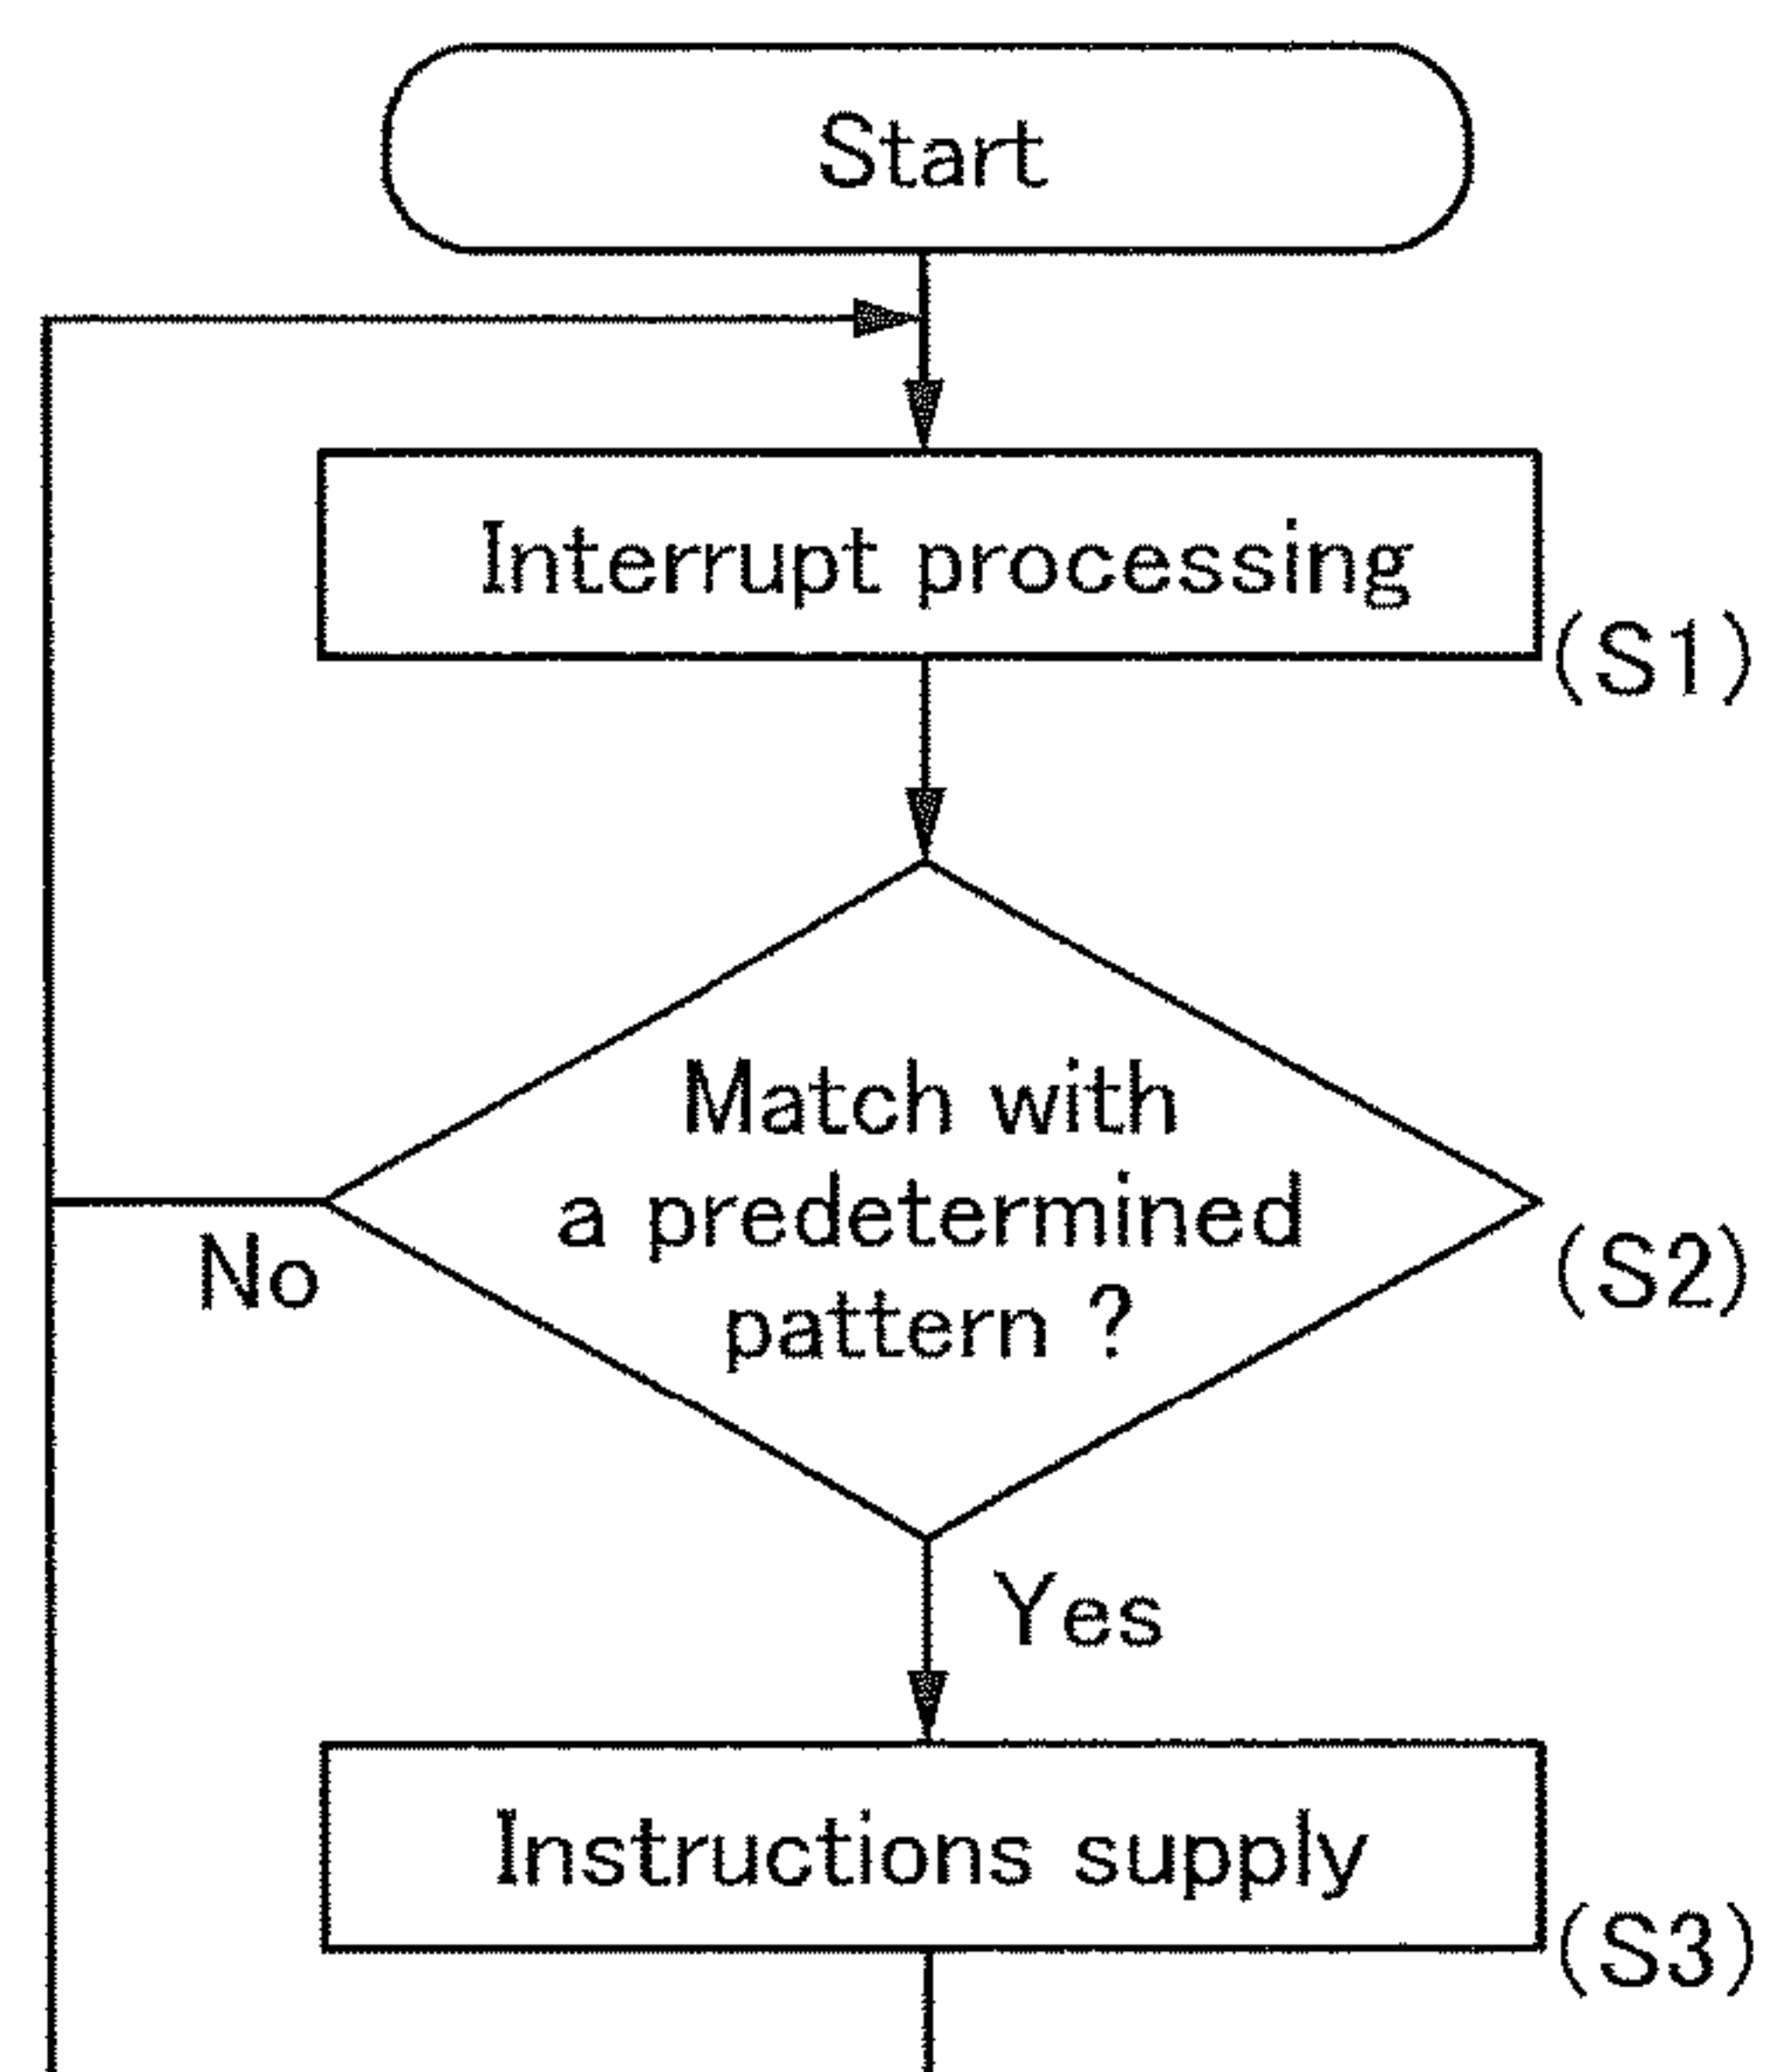 Start
Interrupt processing
(S1)
Match with
a predetermined
pattern ?
No
(S2)
Yes
Instructions supply
(S3)